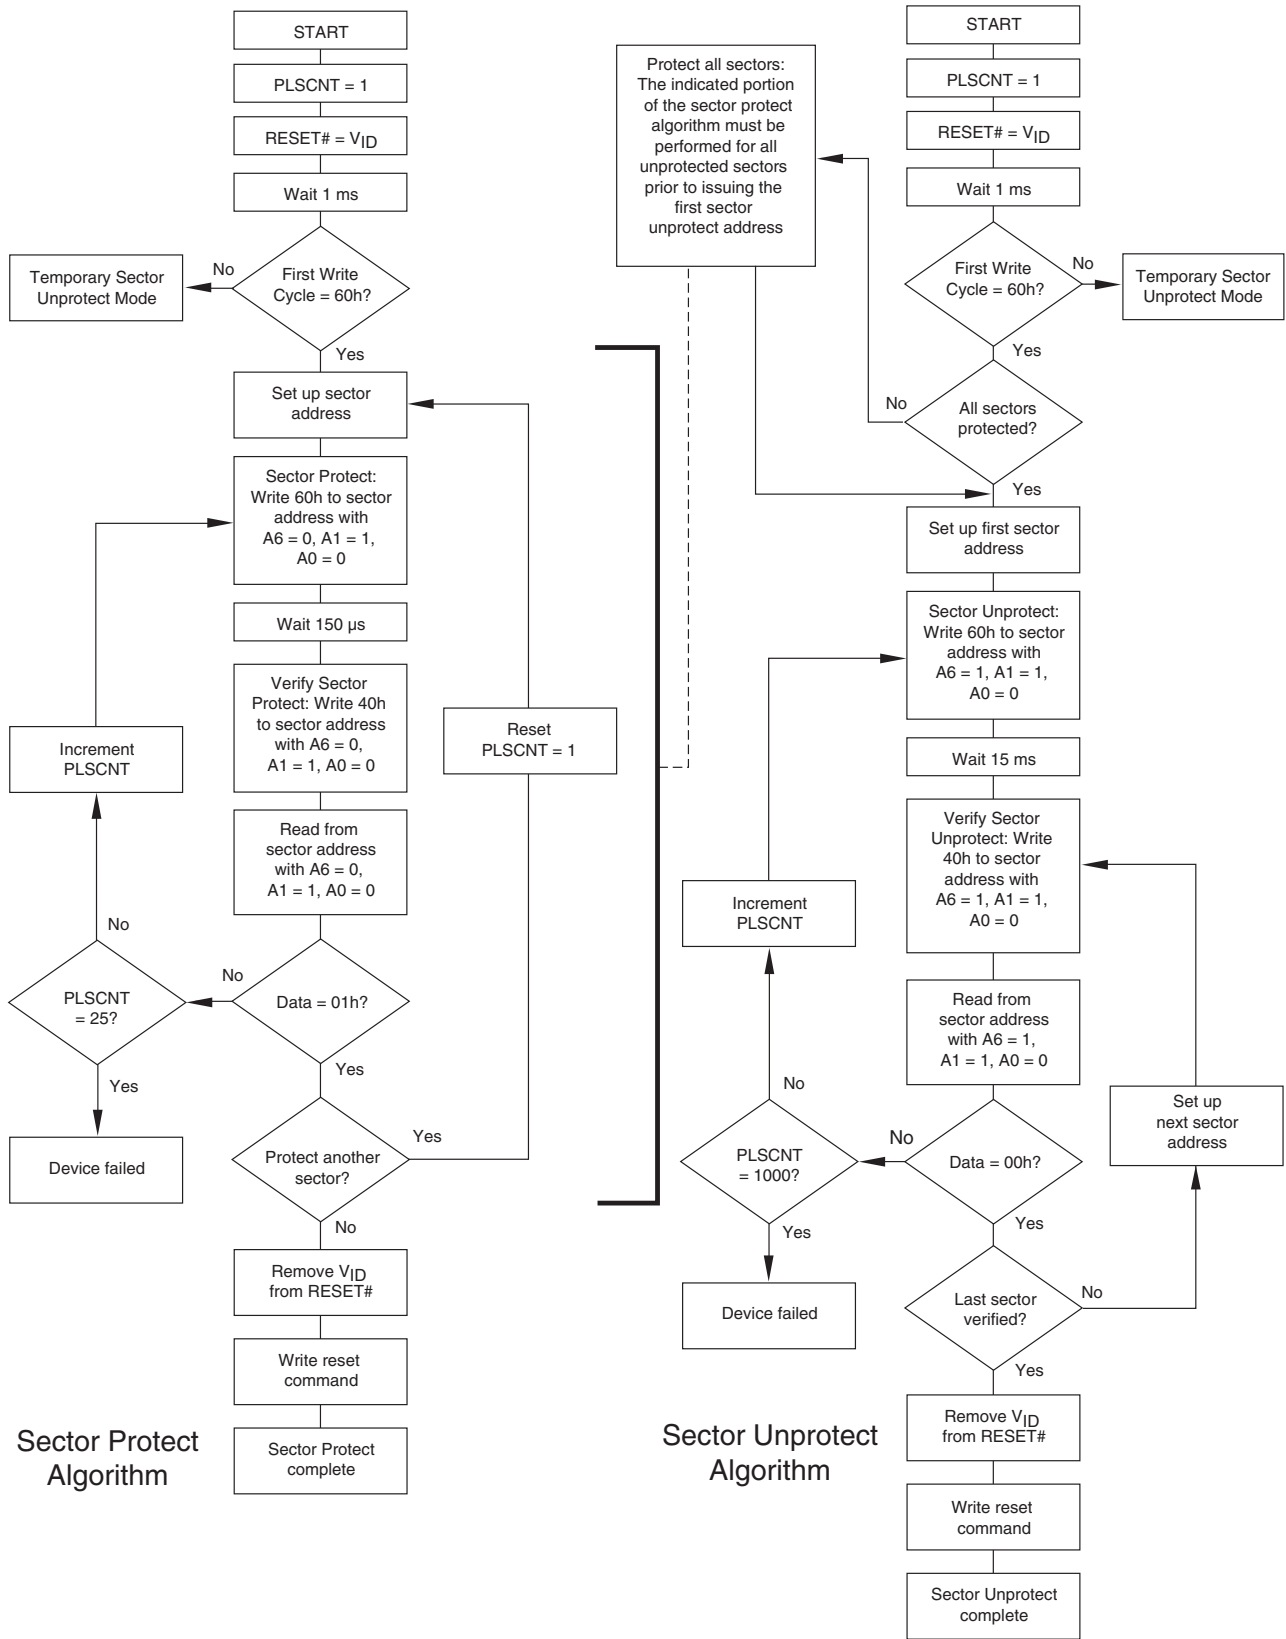 START
PLSCNT = 1
RESET# = VID
Wait 1 ms
First Write
Cycle = 60h?
No
Temporary Sector
Unprotect Mode
Yes
Set up sector
address
Sector Protect:
Write 60h to sector
address with
A6 = 0, A1 = 1,
A0 = 0
Wait 150 µs
Verify Sector
Protect: Write 40h
to sector address
with A6 = 0,
A1 = 1, A0 = 0
Increment
PLSCNT
Reset
PLSCNT = 1
Read from
sector address
with A6 = 0,
A1 = 1, A0 = 0
No
No
PLSCNT
= 25?
Data = 01h?
Yes
Yes
Device failed
Protect another
sector?
Yes
No
Remove VID
from RESET#
Write reset
command
Sector Protect
complete
Sector Protect
Algorithm
START
PLSCNT = 1
RESET# = VID
Wait 1 ms
Protect all sectors:
The indicated portion
of the sector protect
algorithm must be
performed for all
unprotected sectors
prior to issuing the
first sector
unprotect address
First Write
Cycle = 60h?
No
Temporary Sector
Unprotect Mode
Yes
No
All sectors
protected?
Yes
Set up first sector
address
Sector Unprotect:
Write 60h to sector
address with
A6 = 1, A1 = 1,
A0 = 0
Wait 15 ms
Verify Sector
Unprotect: Write
40h to sector
address with
A6 = 1, A1 = 1,
A0 = 0
Increment
PLSCNT
Read from
sector address
with A6 = 1,
A1 = 1, A0 = 0
No
No
PLSCNT
= 1000?
Data = 00h?
Set up
next sector
address
Yes
Yes
Device failed
Last sector
verified?
No
Yes
Remove VID
from RESET#
Write reset
command
Sector Unprotect
complete
Sector Unprotect
Algorithm